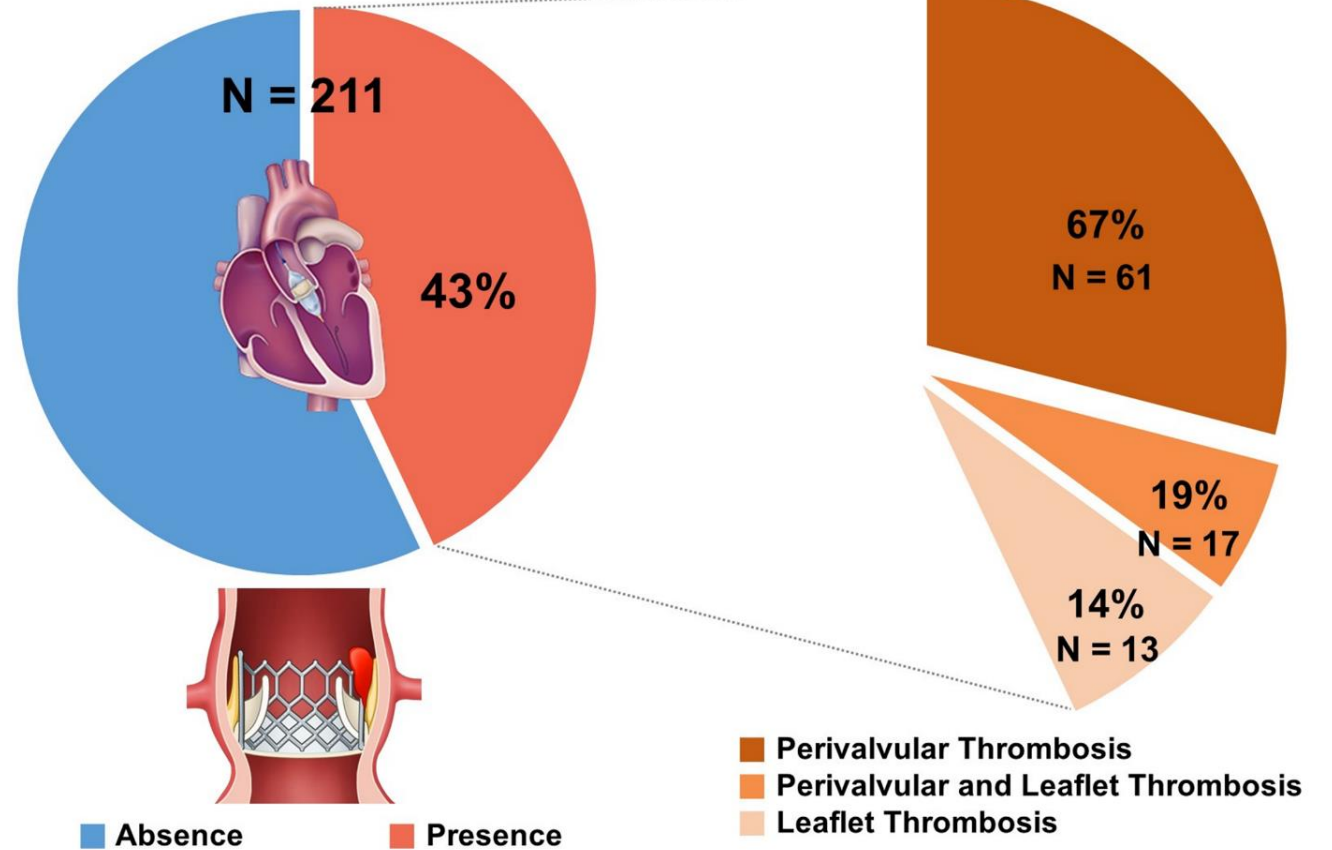 N = 211
43%
67%
N = 61
19%
N = 17
14%
N = 13
Perivalvular Thrombosis
Perivalvular and Leaflet Thrombosis
Leaflet Thrombosis
Absence
Presence